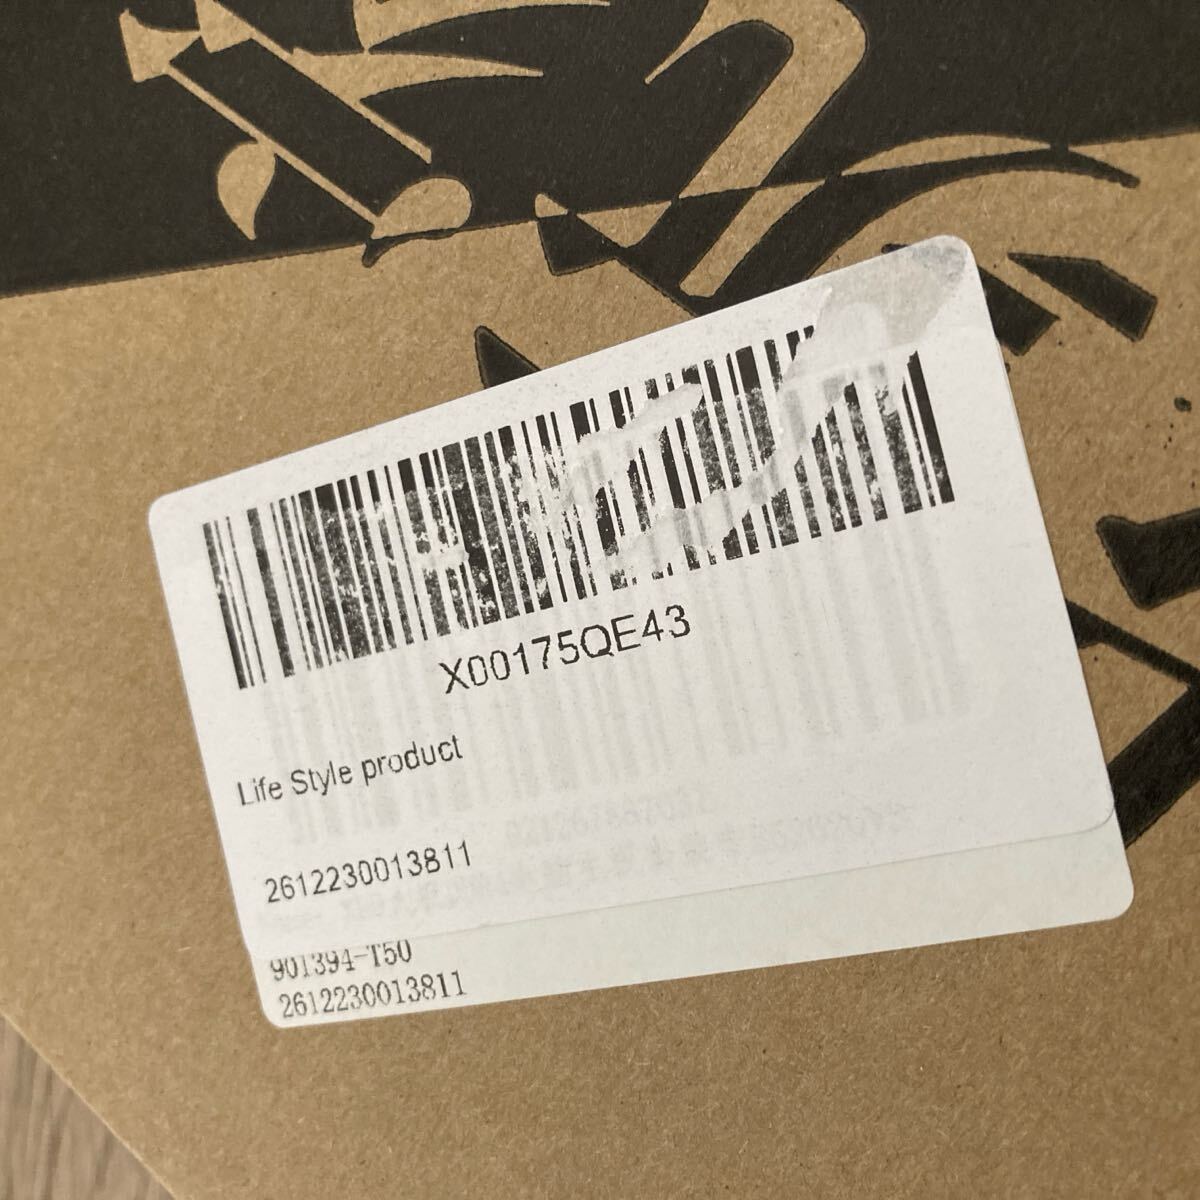 X00175QE43
Life Style product
2612230013811
901394-T50
2612230013811